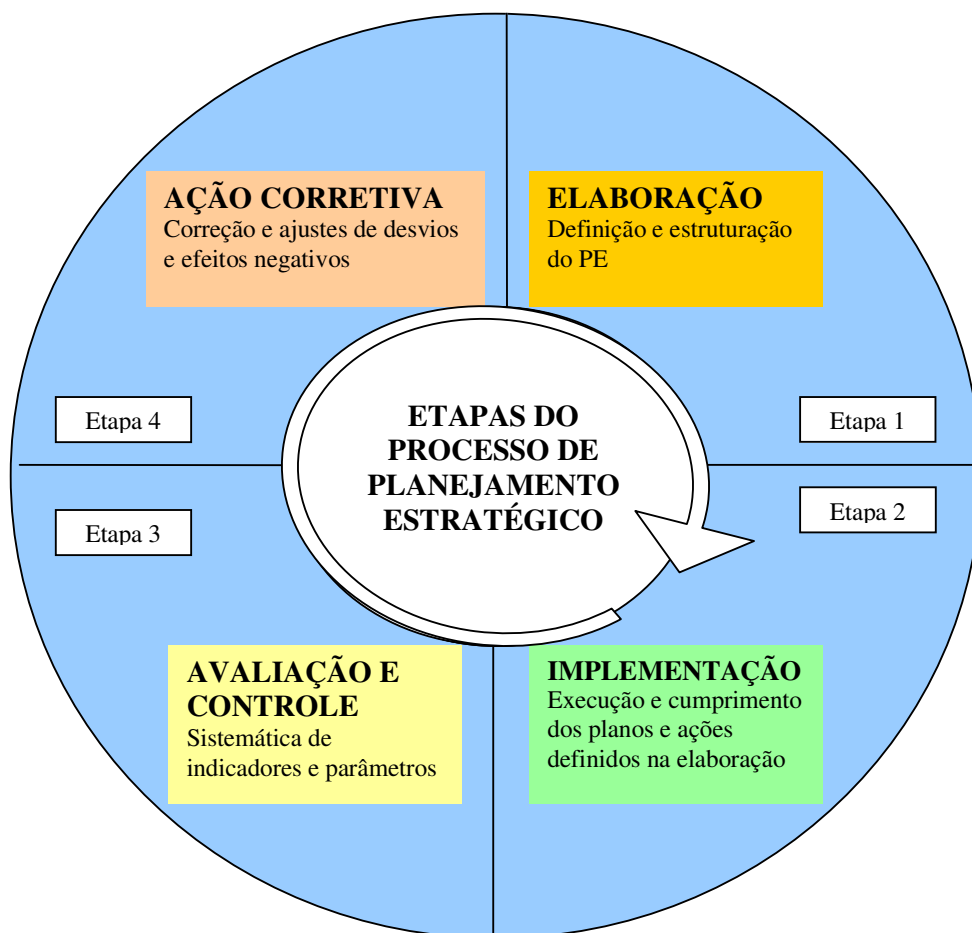 AÇÃO CORRETIVA
Correção e ajustes de desvios
e efeitos negativos
ELABORAÇÃO
Definição e estruturação
do PE
Etapa 4
Etapa 1
ETAPAS DO
PROCESSO DE
PLANEJAMENTO
ESTRATÉGICO
Etapa 3
Etapa 2
AVALIAÇÃO E
CONTROLE
Sistemática de
indicadores e parâmetros
IMPLEMENTAÇÃO
Execução e cumprimento
dos planos e ações
definidos na elaboração